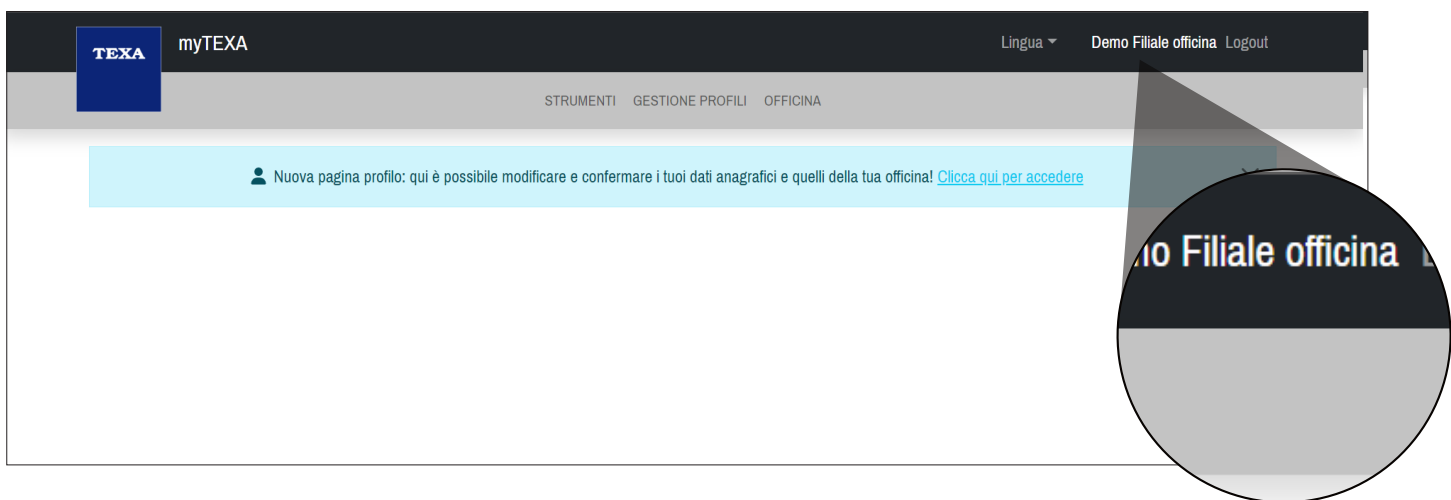 TEXA
myTEXA
Lingua
Demo Filiale officina Logout
STRUMENTI GESTIONE PROFILI OFFICINA
Nuova pagina profilo: qui è possibile modificare e confermare i tuoi dati anagrafici e quelli della tua officina! Clicca qui per accedere
Filiale officina